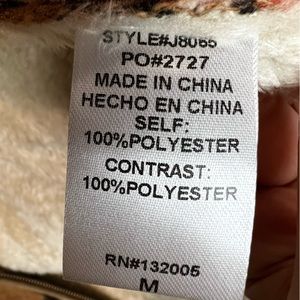 STYLE#J8065
PO#2727
MADE IN CHINA
HECHO EN CHINA
SELF:
100%POLYESTER
CONTRAST:
100%POLYESTER
RN#132005
M